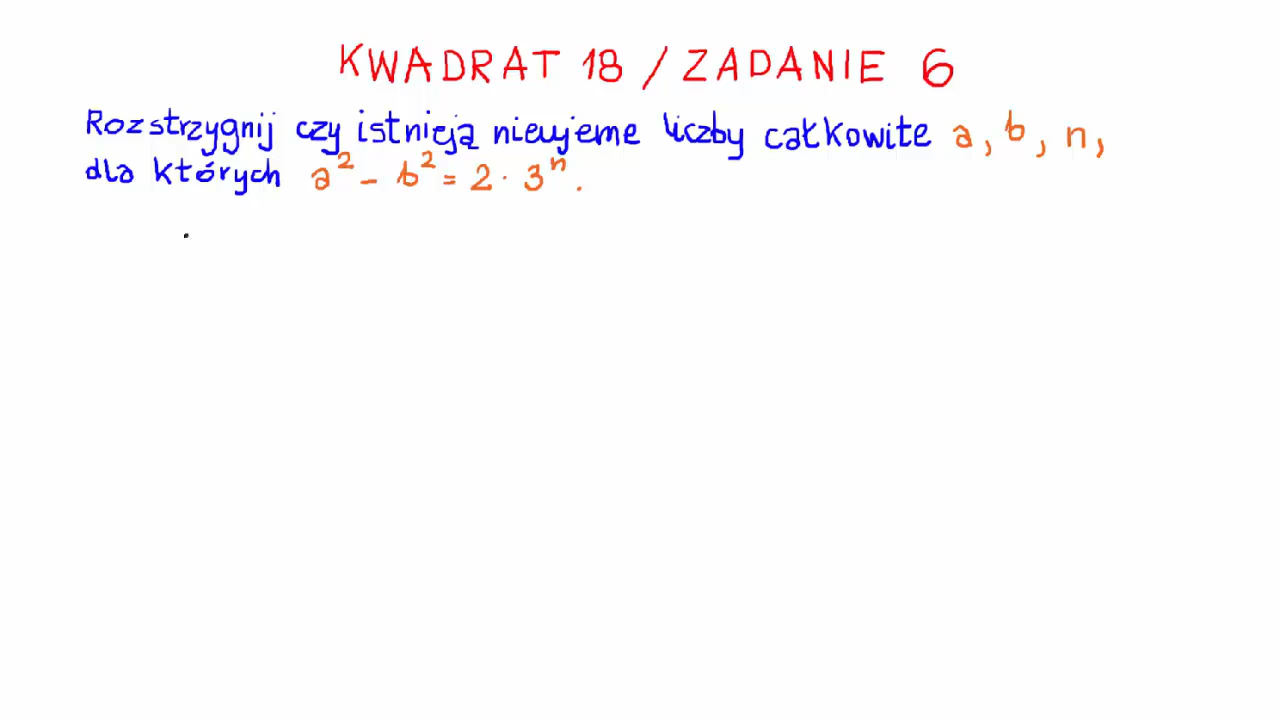 KWADRAT 18 / ZADANIE 6
Rozstrzygnij czy istnieją nieujemne liczby całkowite a, b, n,
dla których a² - b² = 2 · 3ⁿ.